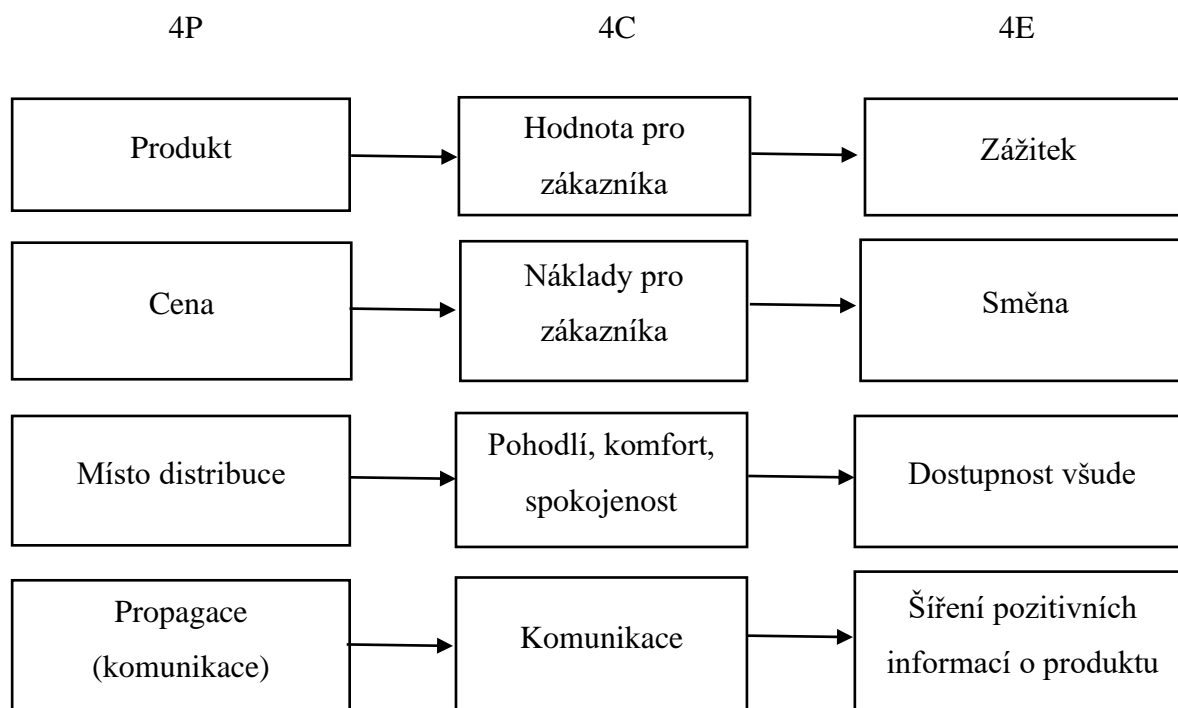 4P
4C
4E
Produkt
Hodnota pro
zákazníka
Zážitek
Cena
Náklady pro
zákazníka
Směna
Místo distribuce
Pohodlí, komfort,
spokojenost
Dostupnost všude
Propagace
(komunikace)
Komunikace
Šíření pozitivních
informací o produktu